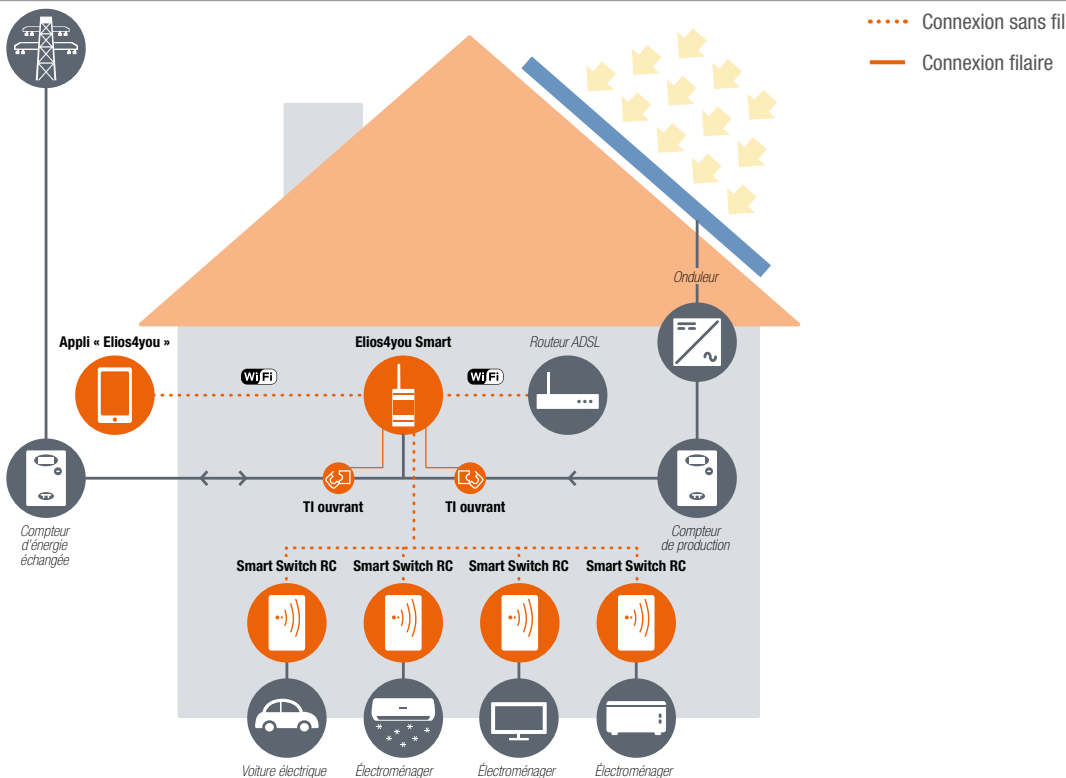 Connexion sans fil
Connexion filaire
Onduleur
Appli « Elios4you »
Elios4you Smart
Routeur ADSL
WiFi
WiFi
TI ouvrant
TI ouvrant
Compteur
d'énergie
échangée
Compteur
de production
Smart Switch RC
Smart Switch RC
Smart Switch RC
Smart Switch RC
Voiture électrique
Électroménager
Électroménager
Électroménager